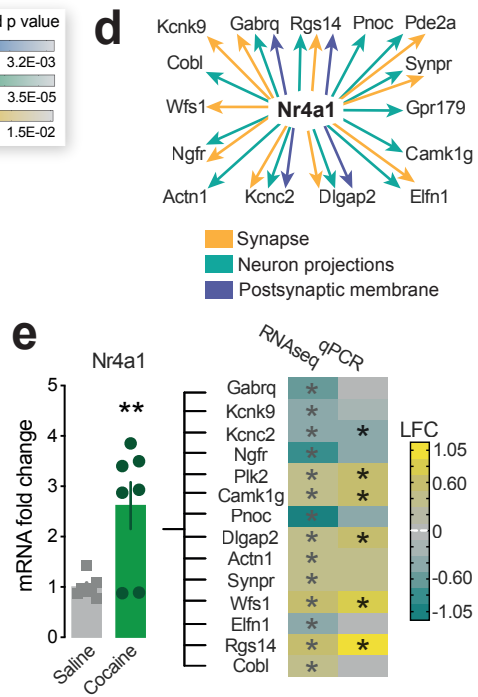 l p value
3.2E-03
3.5E-05
1.5E-02
d
Kcnk9 Gabrq Rgs14 Pnoc Pde2a
Cobl Synpr
Wfs1 Nr4a1 Gpr179
Ngfr Camk1g
Actn1 Kcnc2 Dlgap2 Elfn1
Synapse
Neuron projections
Postsynaptic membrane
e
Nr4a1
RNAseq qPCR
mRNA fold change
5
4
3
2
1
0
**
Saline
Cocaine
Gabrq *
Kcnk9 *
Kcnc2 * *
Ngfr *
Plk2 * *
Camk1g * *
Pnoc *
Dlgap2 * *
Actn1 *
Synpr *
Wfs1 * *
Elfn1 *
Rgs14 * *
Cobl *
LFC
1.05
0.60
0
-0.60
-1.05